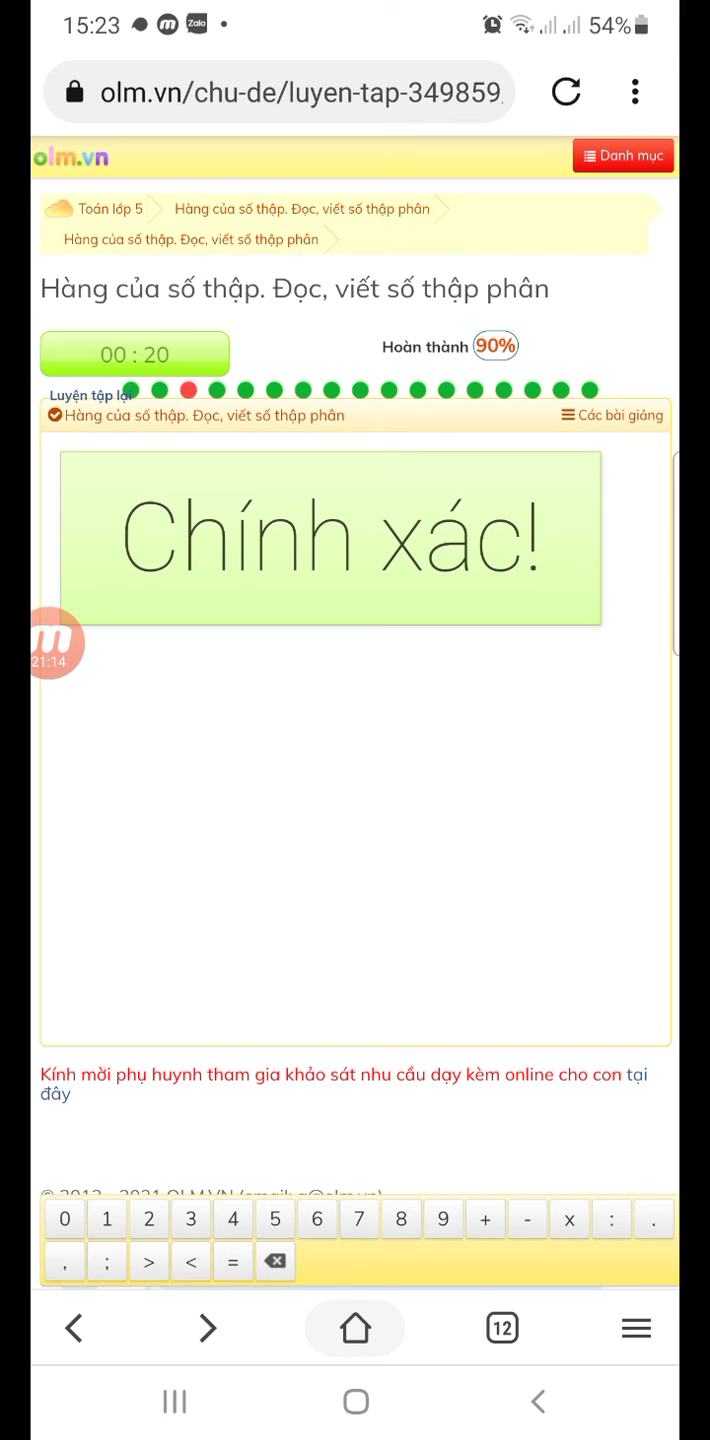 15:23 Zalo 54%
olm.vn/chu-de/luyen-tap-349859
olm.vn Danh mục
Toán lớp 5 Hàng của số thập. Đọc, viết số thập phân
Hàng của số thập. Đọc, viết số thập phân
Hàng của số thập. Đọc, viết số thập phân
00 : 20 Hoàn thành 90%
Luyện tập lại
Hàng của số thập. Đọc, viết số thập phân Các bài giảng
Chính xác!
21:14
Kính mời phụ huynh tham gia khảo sát nhu cầu dạy kèm online cho con tại
đây
0 1 2 3 4 5 6 7 8 9 + - x : .
, ; > < =
12